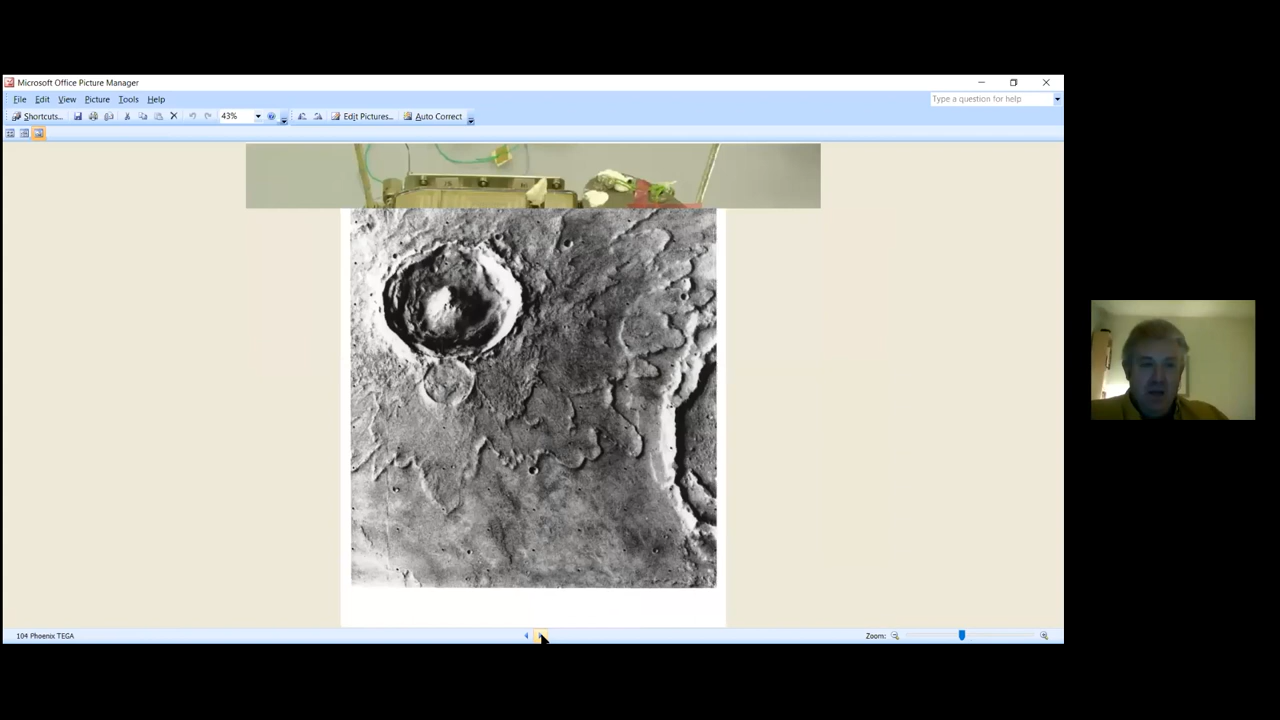 Microsoft Office Picture Manager
File Edit View Picture Tools Help
Type a question for help
Shortcuts... 43% Edit Pictures... Auto Correct
104 Phoenix TEGA
Zoom: